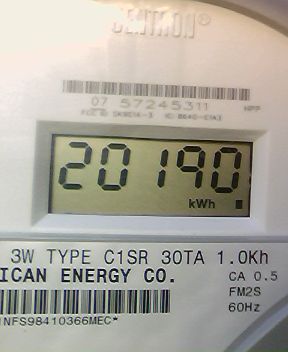 CENTRON®
07 57245311
20190
kWh
3W TYPE C1SR 30TA 1.0Kh
ICAN ENERGY CO.
CA 0.5
FM2S
60Hz
NFS98410366MEC*